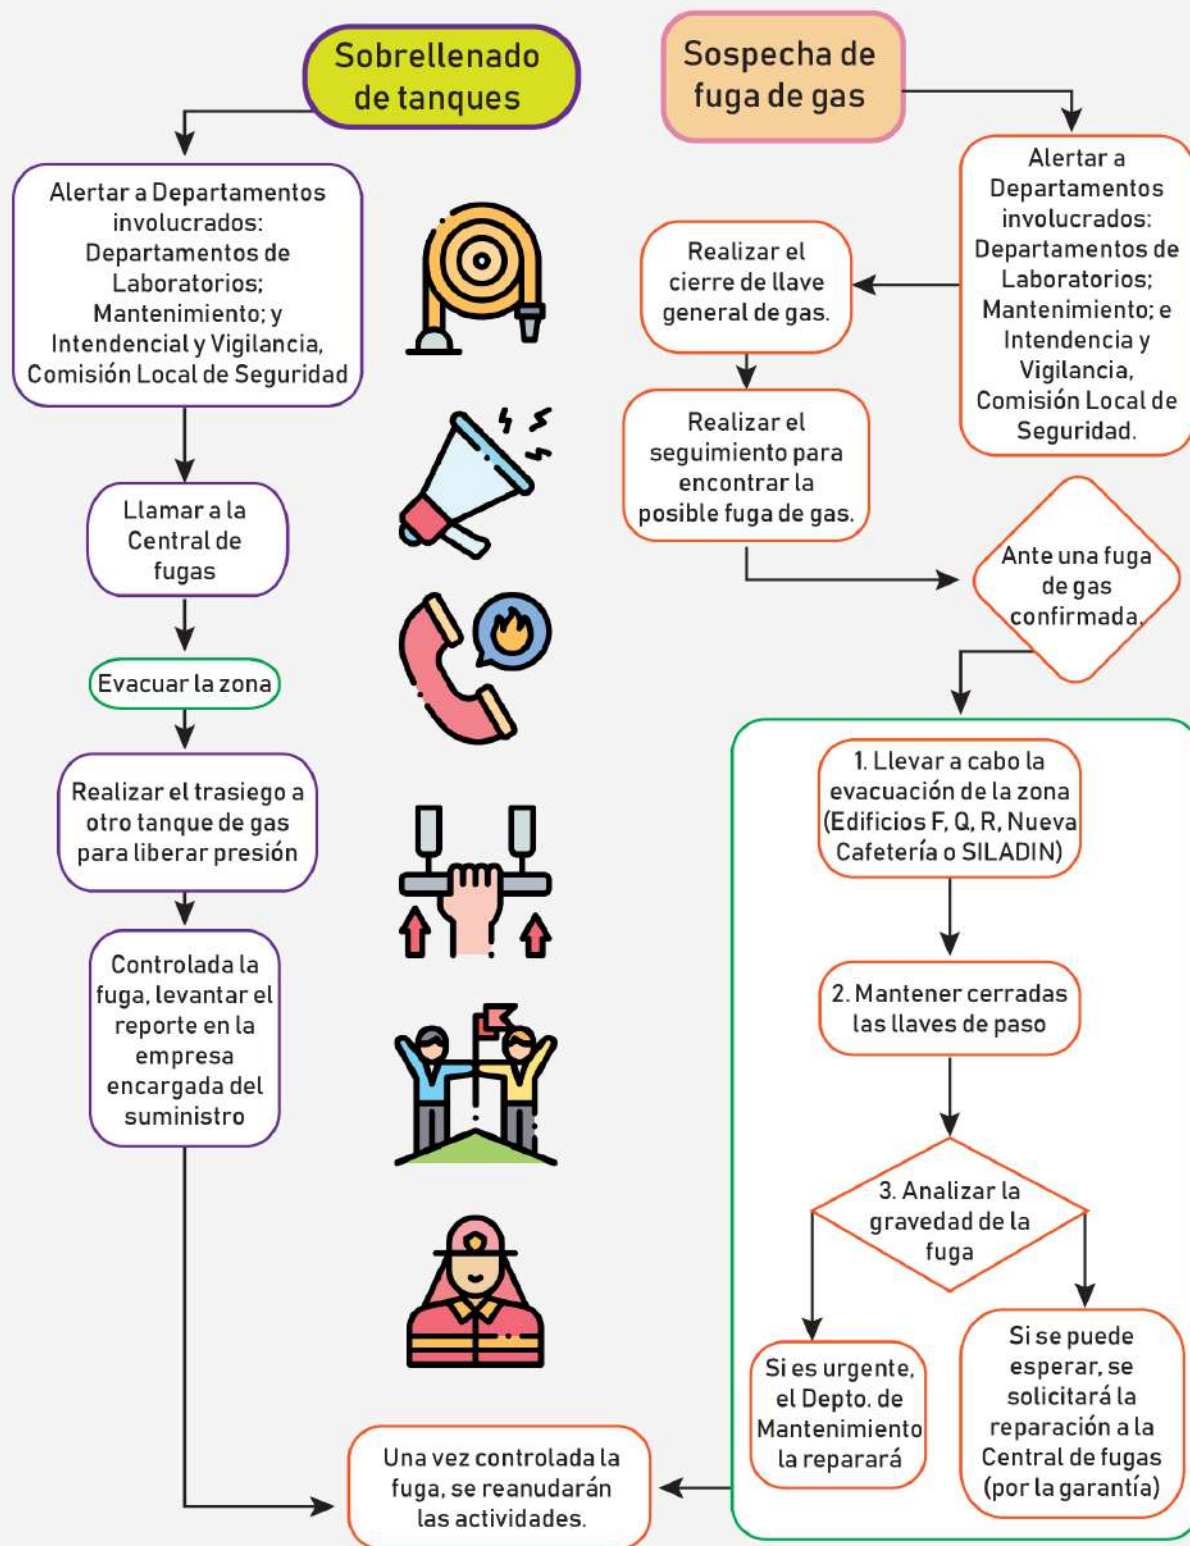 Sobrellenado
de tanques
Alertar a Departamentos
involucrados:
Departamentos de
Laboratorios;
Mantenimiento; y
Intendencial y Vigilancia,
Comisión Local de Seguridad
Llamar a la
Central de
fugas
Evacuar la zona
Realizar el trasiego a
otro tanque de gas
para liberar presión
Controlada la
fuga, levantar el
reporte en la
empresa
encargada del
suministro
Sospecha de
fuga de gas
Alertar a
Departamentos
involucrados:
Departamentos de
Laboratorios;
Mantenimiento; e
Intendencia y
Vigilancia,
Comisión Local de
Seguridad.
Realizar el
cierre de llave
general de gas.
Realizar el
seguimiento para
encontrar la
posible fuga de gas.
Ante una fuga
de gas
confirmada.
1. Llevar a cabo la
evacuación de la zona
(Edificios F, Q, R, Nueva
Cafetería o SILADIN)
2. Mantener cerradas
las llaves de paso
3. Analizar la
gravedad de la
fuga
Si es urgente,
el Depto. de
Mantenimiento
la reparará
Si se puede
esperar, se
solicitará la
reparación a la
Central de fugas
(por la garantía)
Una vez controlada la
fuga, se reanudarán
las actividades.